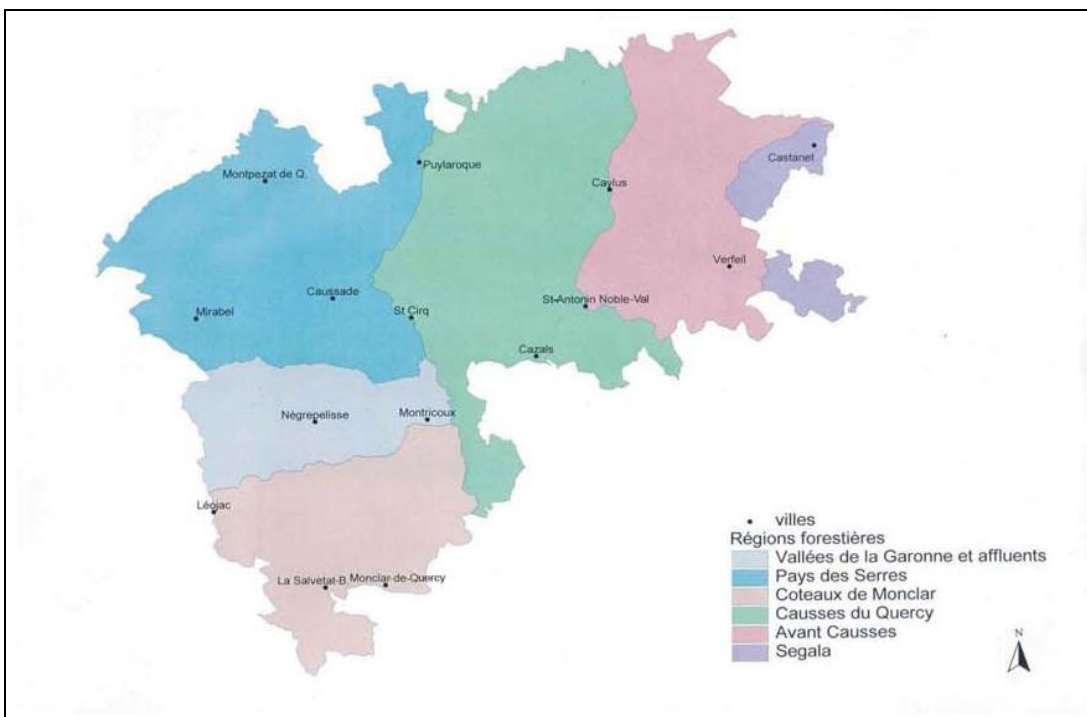 Castanet
Puylaroque
Montpezat de Q.
Caylus
Verfeil
Caussade
St-Antonin Noble-Val
Mirabel
St Cirq
Cazals
Nègrepelisse
Montricoux
Léojac
La Salvetat-B.
Monclar-de-Quercy
villes
Régions forestières
Vallées de la Garonne et affluents
Pays des Serres
Coteaux de Monclar
Causses du Quercy
Avant Causses
Segala
N